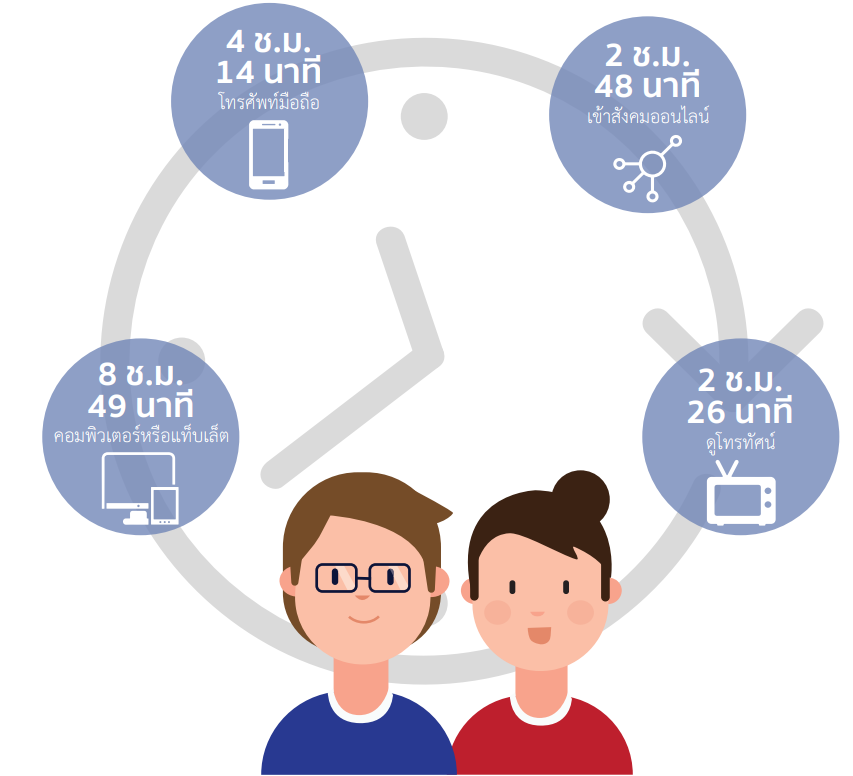 4 ช.ม.
14 นาที
โทรศัพท์มือถือ
2 ช.ม.
48 นาที
เข้าสังคมออนไลน์
8 ช.ม.
49 นาที
คอมพิวเตอร์หรือแท็บเล็ต
2 ช.ม.
26 นาที
ดูโทรทัศน์